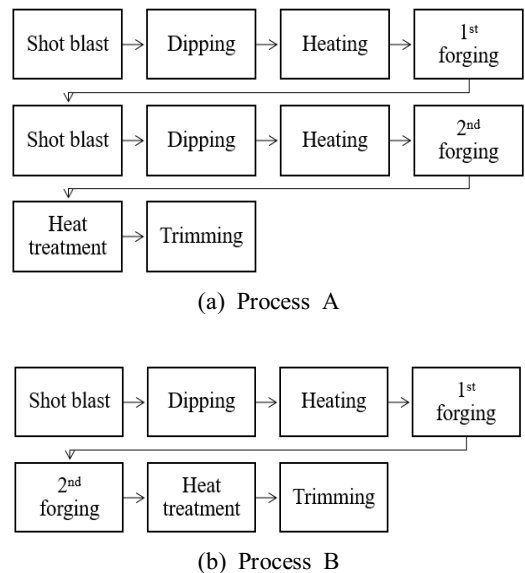 Shot blast
Dipping
Heating
1st
forging
Shot blast
Dipping
Heating
2nd
forging
Heat
treatment
Trimming
(a) Process A
Shot blast
Dipping
Heating
1st
forging
2nd
forging
Heat
treatment
Trimming
(b) Process B